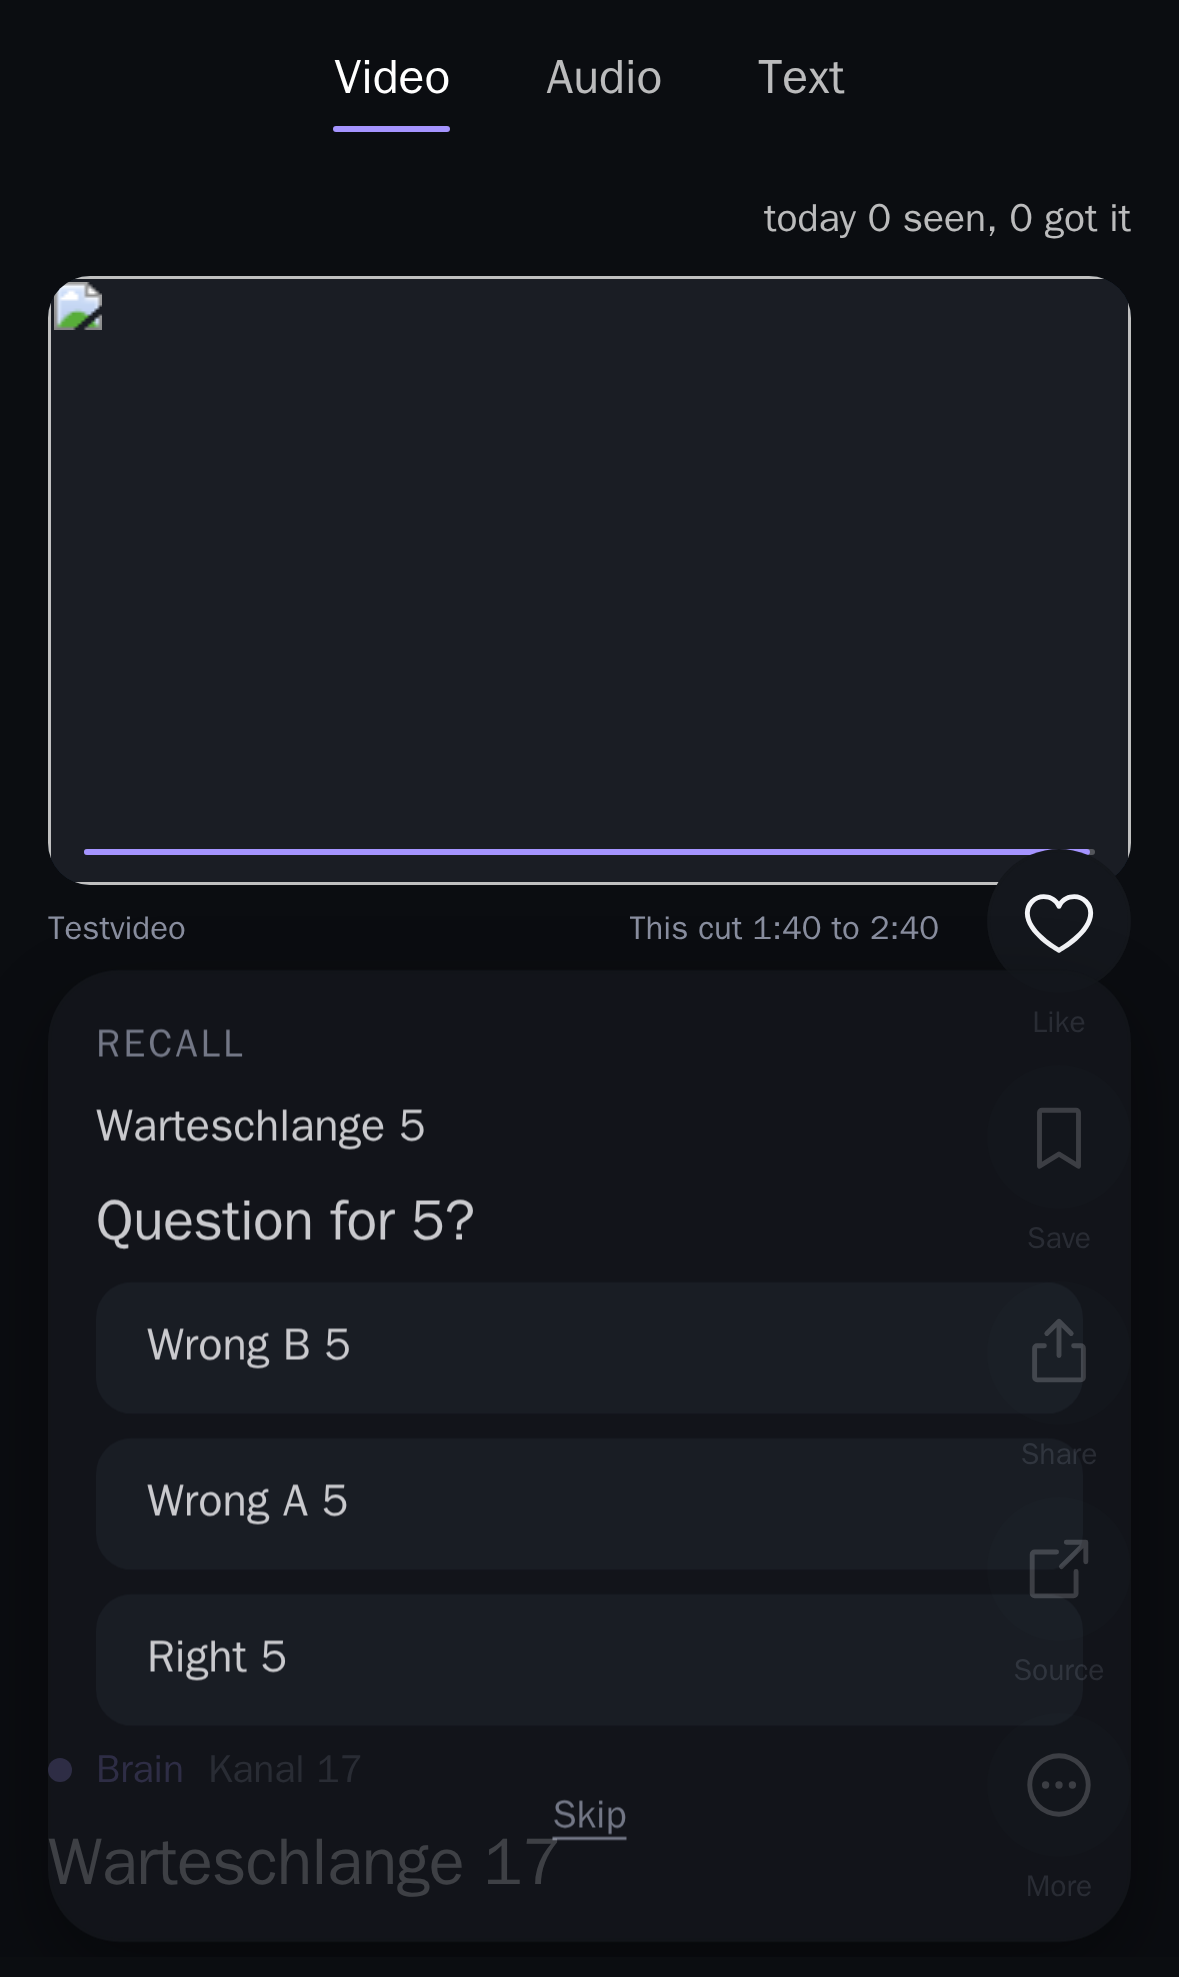 Video Audio Text
today 0 seen, 0 got it
Testvideo This cut 1:40 to 2:40
Like
RECALL
Warteschlange 5
Question for 5?
Save
Wrong B 5
Share
Wrong A 5
Right 5
Source
Brain Kanal 17
Skip
Warteschlange 17
More